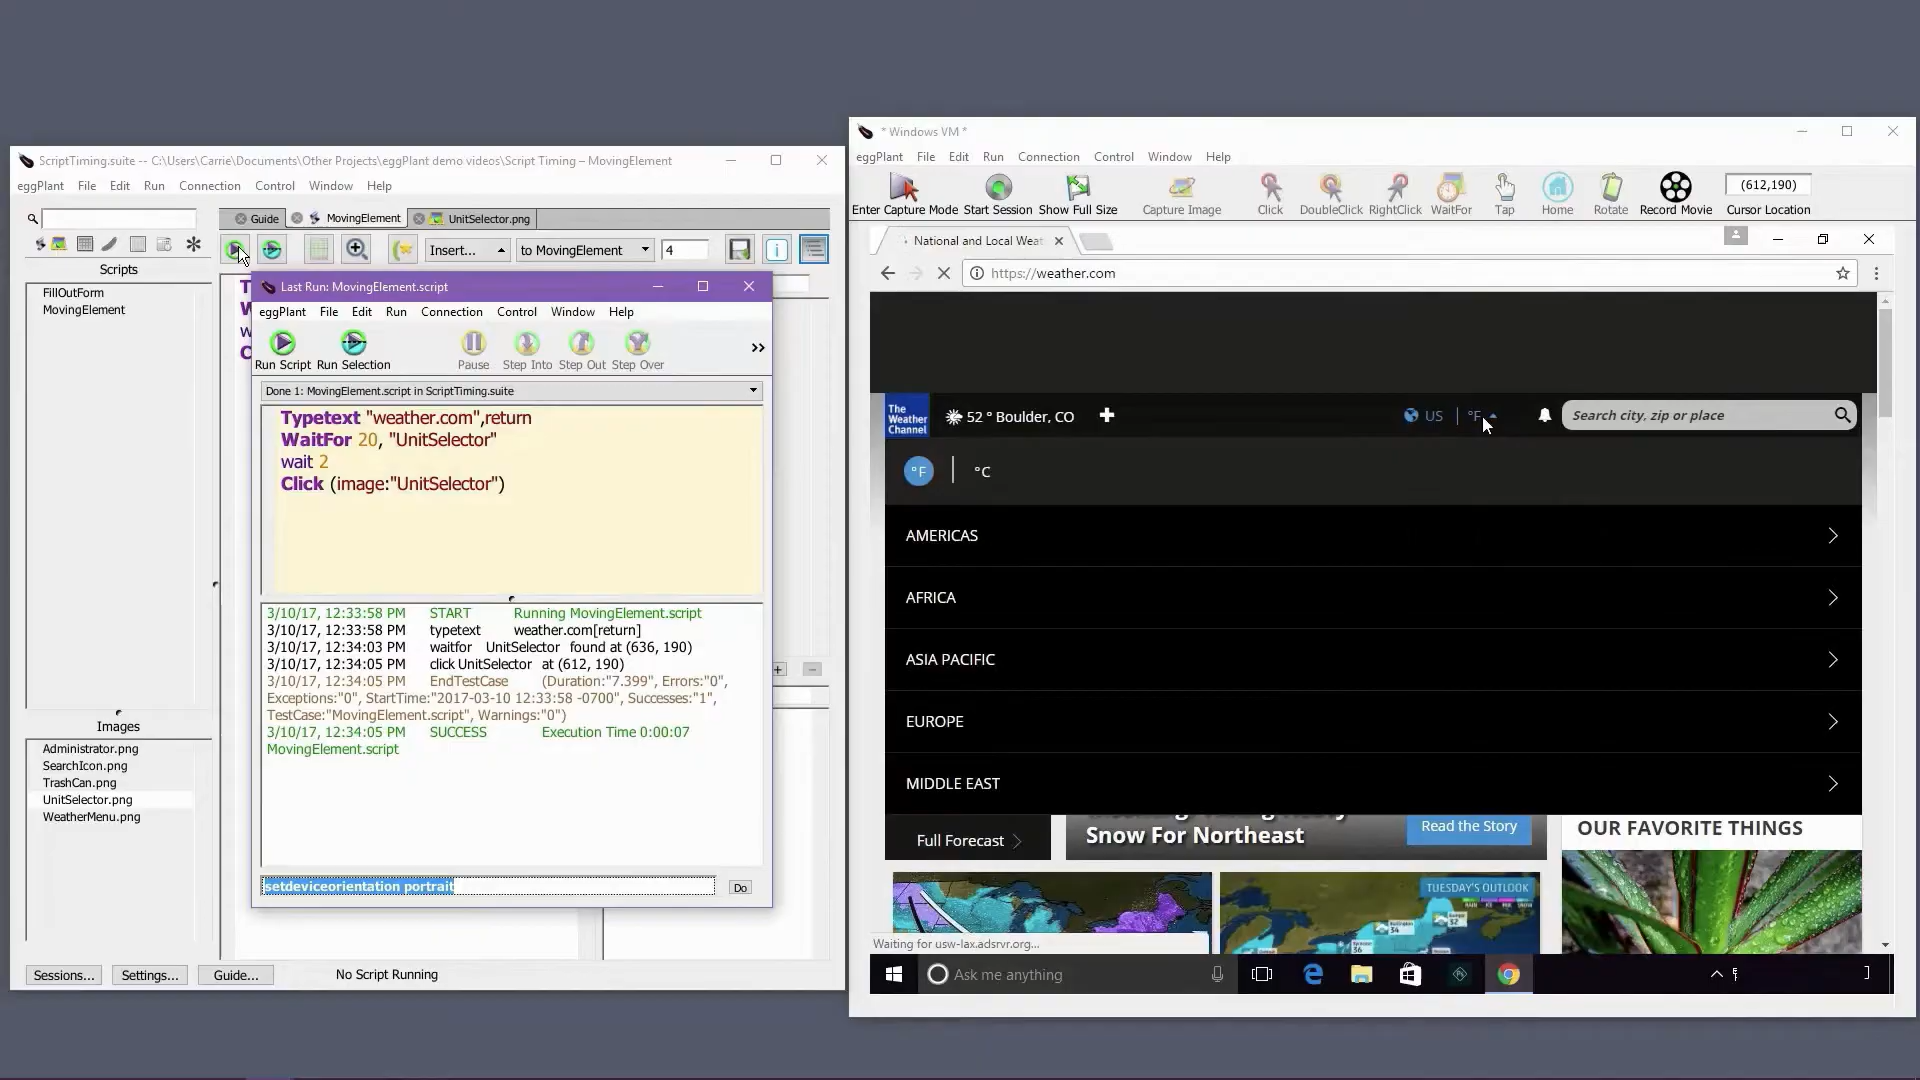 ScriptTiming.suite -- C:\Users\Carrie\Documents\Other Projects\eggPlant demo videos\Script Timing – MovingElement
eggPlant File Edit Run Connection Control Window Help
Guide MovingElement UnitSelector.png
Insert... to MovingElement 4
Scripts
FillOutForm
MovingElement
Images
Administrator.png
SearchIcon.png
TrashCan.png
UnitSelector.png
WeatherMenu.png
Sessions... Settings... Guide... No Script Running
Last Run: MovingElement.script
eggPlant File Edit Run Connection Control Window Help
Run Script Run Selection Pause Step Into Step Out Step Over
Done 1: MovingElement.script in ScriptTiming.suite
Typetext "weather.com",return
WaitFor 20, "UnitSelector"
wait 2
Click (image:"UnitSelector")
3/10/17, 12:33:58 PM START Running MovingElement.script
3/10/17, 12:33:58 PM typetext weather.com[return]
3/10/17, 12:34:03 PM waitfor UnitSelector found at (636, 190)
3/10/17, 12:34:05 PM click UnitSelector at (612, 190)
3/10/17, 12:34:05 PM EndTestCase (Duration:"7.399", Errors:"0",
Exceptions:"0", StartTime:"2017-03-10 12:33:58 -0700", Successes:"1",
TestCase:"MovingElement.script", Warnings:"0")
3/10/17, 12:34:05 PM SUCCESS Execution Time 0:00:07
MovingElement.script
setdeviceorientation portrait Do
* Windows VM *
eggPlant File Edit Run Connection Control Window Help
(612,190)
Enter Capture Mode Start Session Show Full Size Capture Image Click DoubleClick RightClick WaitFor Tap Home Rotate Record Movie Cursor Location
National and Local Weat
https://weather.com
The Weather Channel 52 ° Boulder, CO US °F Search city, zip or place
°F °C
AMERICAS
AFRICA
ASIA PACIFIC
EUROPE
MIDDLE EAST
Full Forecast
Snow For Northeast
Read the Story
OUR FAVORITE THINGS
TUESDAY'S OUTLOOK
Waiting for usw-lax.adsrvr.org...
Ask me anything